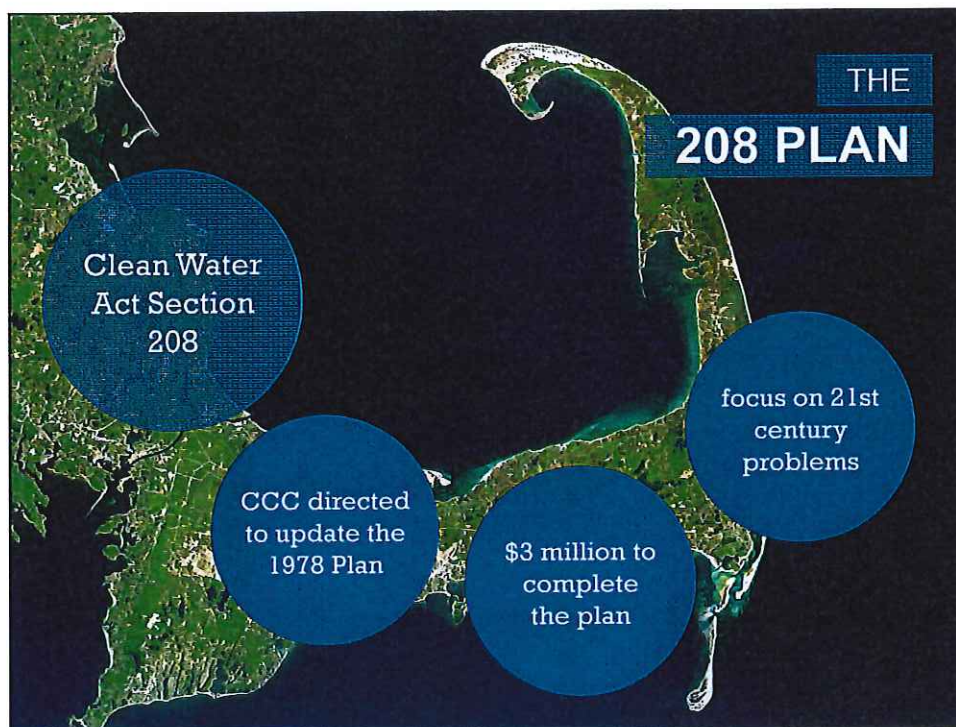 THE
208 PLAN
Clean Water
Act Section
208
CCC directed
to update the
1978 Plan
$3 million to
complete
the plan
focus on 21st
century
problems